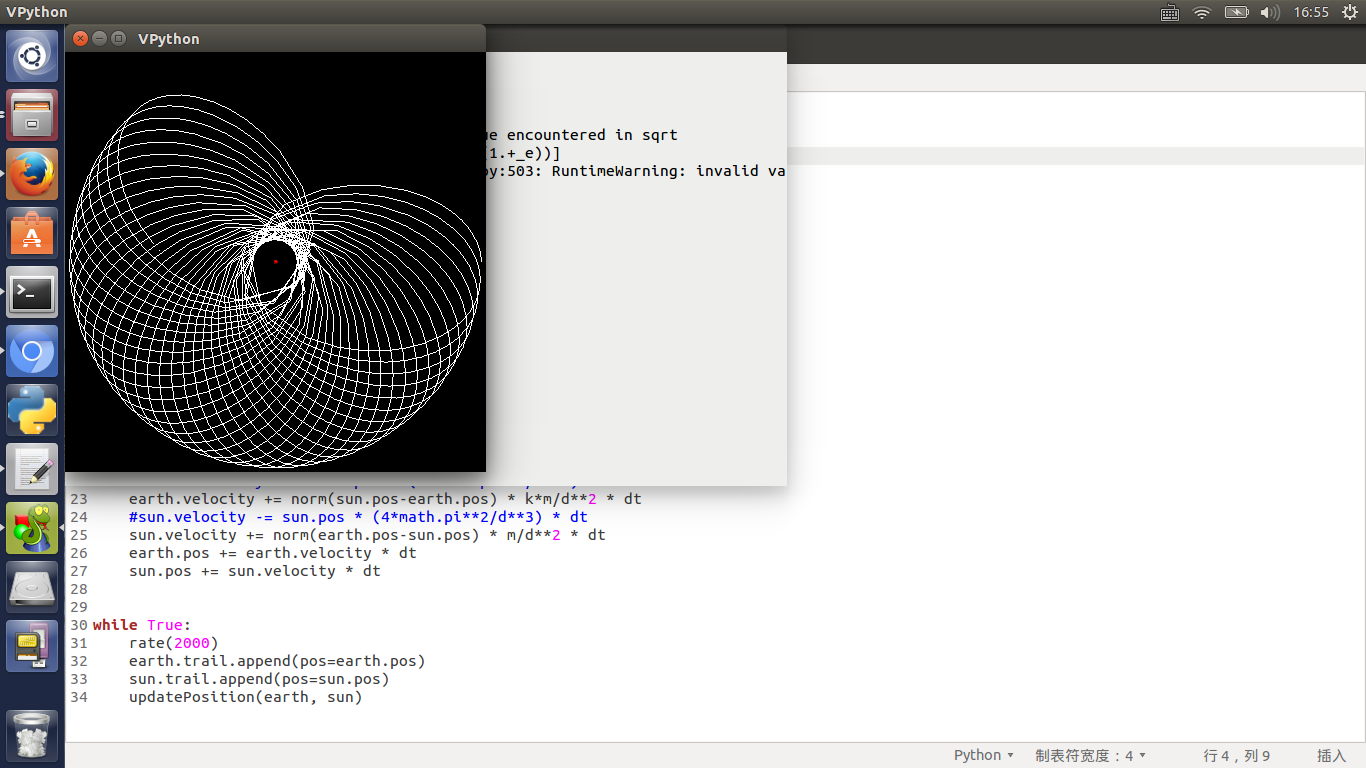 VPython
16:55
VPython
ue encountered in sqrt
(1.+_e))]
py:503: RuntimeWarning: invalid va
23 earth.velocity += norm(sun.pos-earth.pos) * k*m/d**2 * dt
24 #sun.velocity -= sun.pos * (4*math.pi**2/d**3) * dt
25 sun.velocity += norm(earth.pos-sun.pos) * m/d**2 * dt
26 earth.pos += earth.velocity * dt
27 sun.pos += sun.velocity * dt
28
29
30 while True:
31 rate(2000)
32 earth.trail.append(pos=earth.pos)
33 sun.trail.append(pos=sun.pos)
34 updatePosition(earth, sun)
Python 制表符宽度：4 行 4，列 9 插入